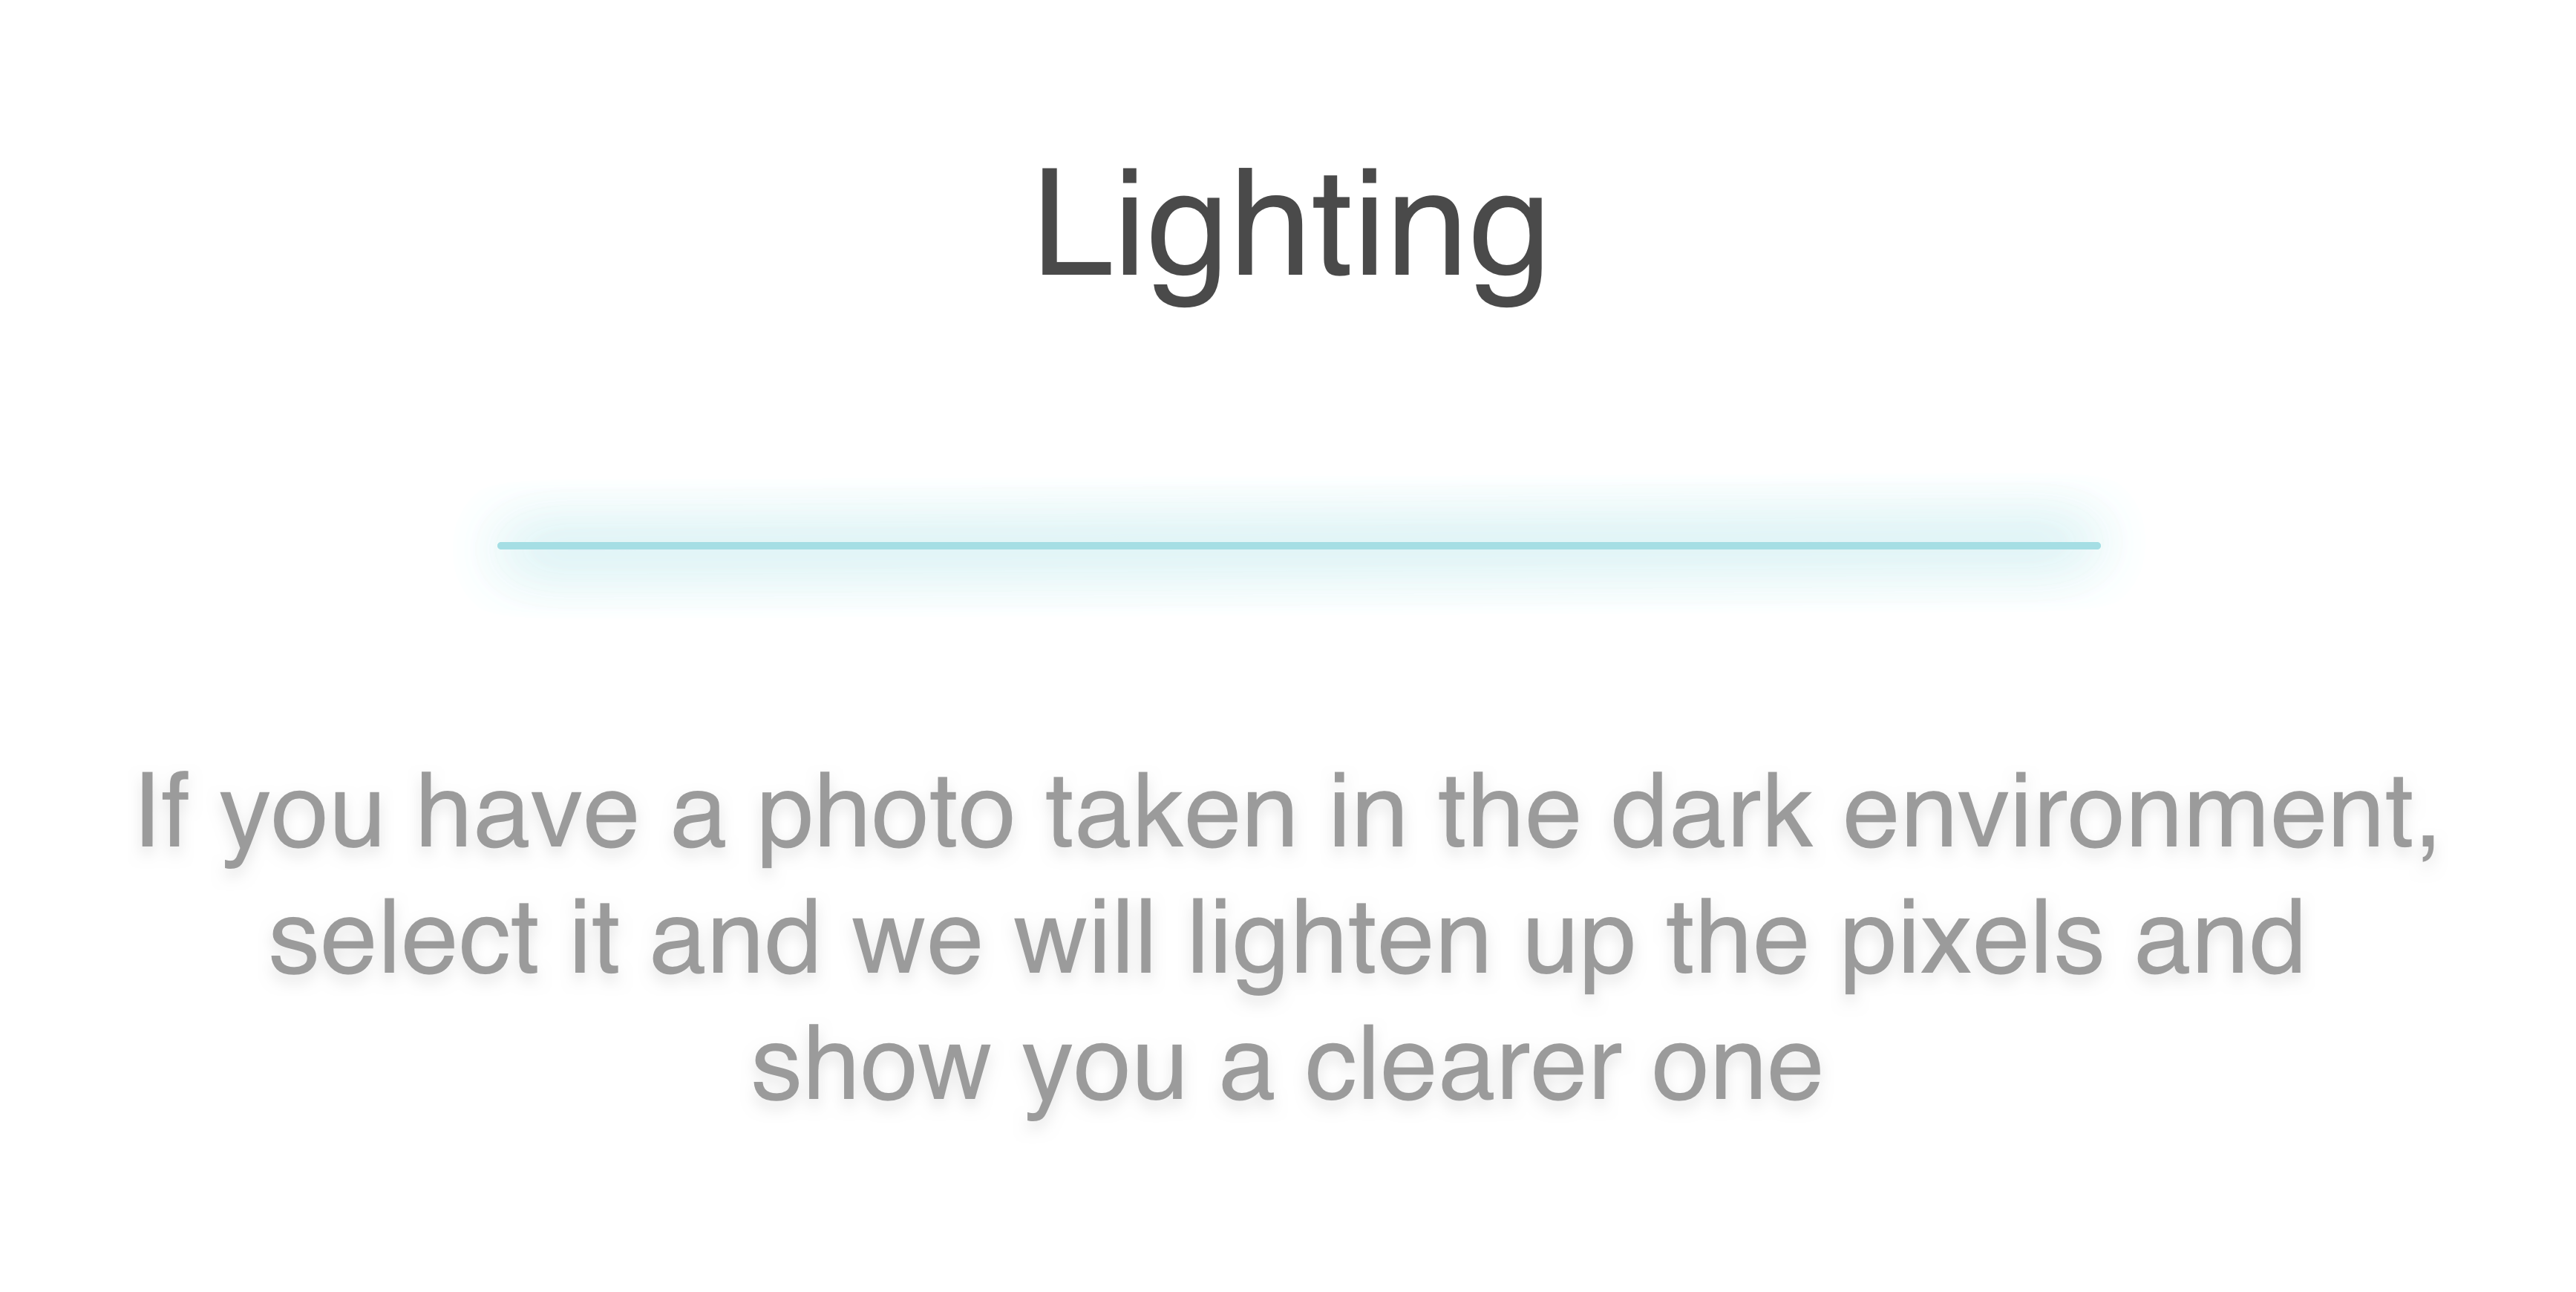 Lighting
If you have a photo taken in the dark environment,
select it and we will lighten up the pixels and
show you a clearer one